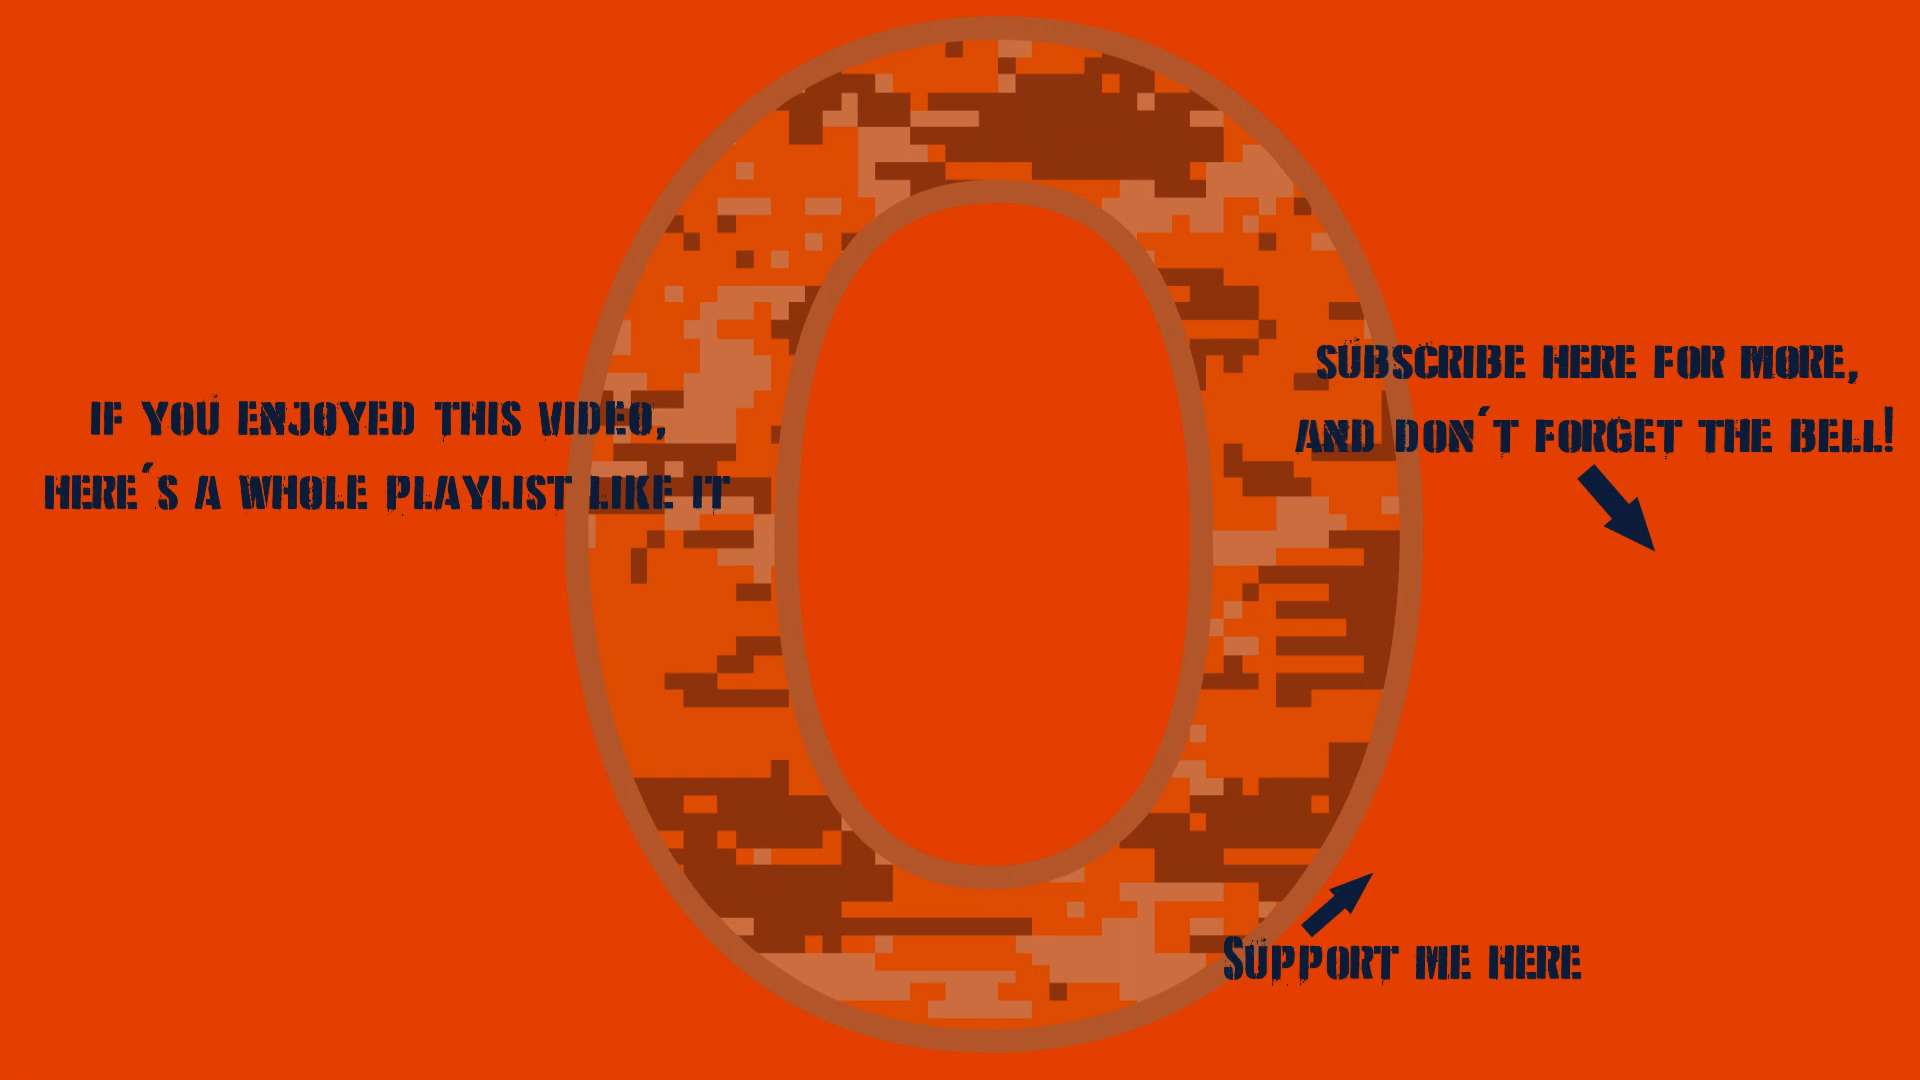 IF YOU ENJOYED THIS VIDEO,
HERE´S A WHOLE PLAYLIST LIKE IT
SUBSCRIBE HERE FOR MORE,
AND DON´T FORGET THE BELL!
SUPPORT ME HERE
O